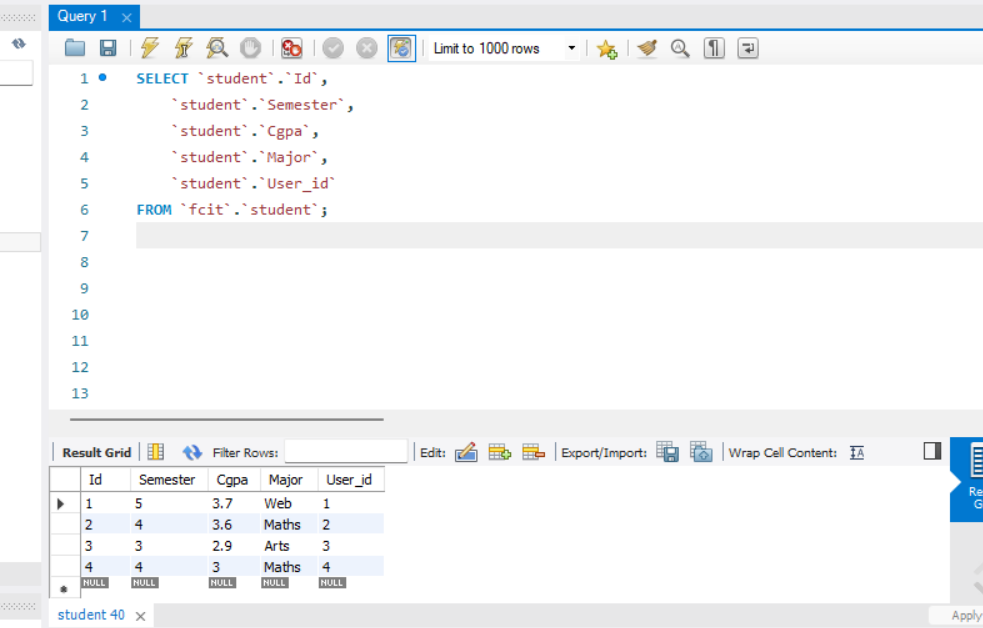 Query 1
Limit to 1000 rows
1 SELECT `student`.`Id`,
2 `student`.`Semester`,
3 `student`.`Cgpa`,
4 `student`.`Major`,
5 `student`.`User_id`
6 FROM `fcit`.`student`;
7
8
9
10
11
12
13
Result Grid Filter Rows: Edit: Export/Import: Wrap Cell Content:
Id Semester Cgpa Major User_id
1 5 3.7 Web 1
2 4 3.6 Maths 2
3 3 2.9 Arts 3
4 4 3 Maths 4
NULL NULL NULL NULL NULL
student 40
Apply